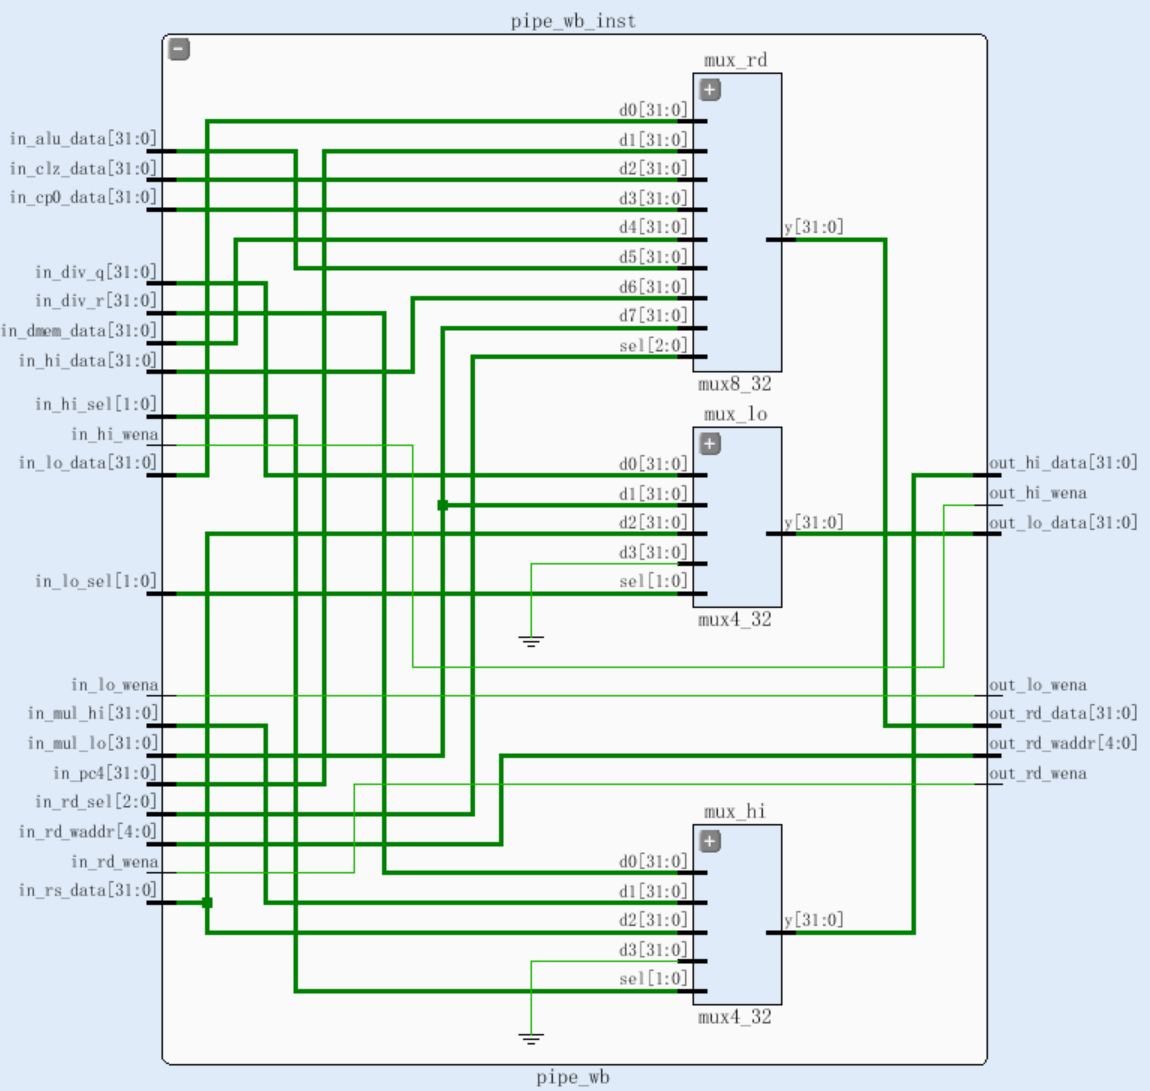 pipe_wb_inst
in_alu_data[31:0]
in_clz_data[31:0]
in_cp0_data[31:0]
in_div_q[31:0]
in_div_r[31:0]
in_dmem_data[31:0]
in_hi_data[31:0]
in_hi_sel[1:0]
in_hi_wena
in_lo_data[31:0]
in_lo_sel[1:0]
in_lo_wena
in_mul_hi[31:0]
in_mul_lo[31:0]
in_pc4[31:0]
in_rd_sel[2:0]
in_rd_waddr[4:0]
in_rd_wena
in_rs_data[31:0]
mux_rd
d0[31:0]
d1[31:0]
d2[31:0]
d3[31:0]
d4[31:0]
d5[31:0]
d6[31:0]
d7[31:0]
sel[2:0]
y[31:0]
mux8_32
mux_lo
d0[31:0]
d1[31:0]
d2[31:0]
d3[31:0]
sel[1:0]
y[31:0]
mux4_32
mux_hi
d0[31:0]
d1[31:0]
d2[31:0]
d3[31:0]
sel[1:0]
y[31:0]
mux4_32
out_hi_data[31:0]
out_hi_wena
out_lo_data[31:0]
out_lo_wena
out_rd_data[31:0]
out_rd_waddr[4:0]
out_rd_wena
pipe_wb